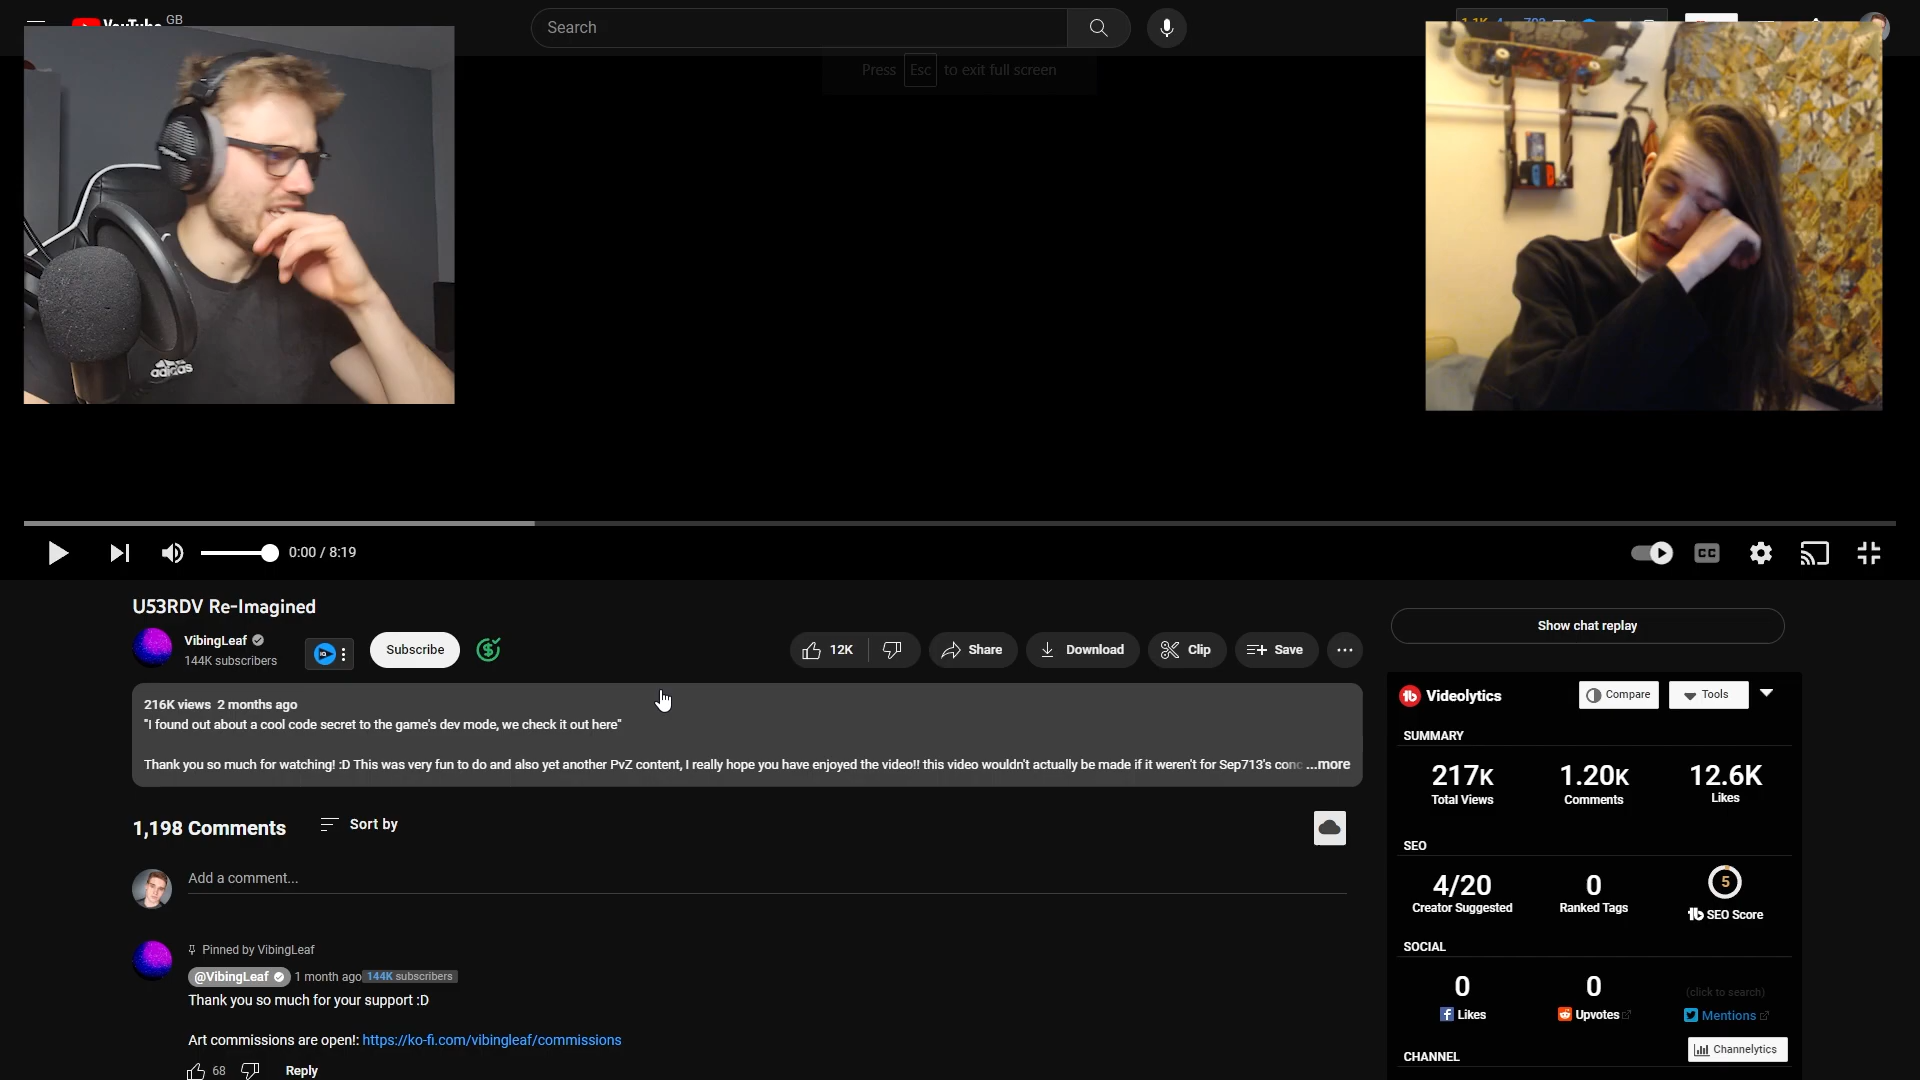 YouTube GB
Search
Press Esc to exit full screen
adidas
0:00 / 8:19
CC
U53RDV Re-Imagined
VibingLeaf
144K subscribers
IQ
Subscribe
12K
Share
Download
Clip
Save
Show chat replay
216K views 2 months ago
"I found out about a cool code secret to the game's dev mode, we check it out here"
Thank you so much for watching! :D This was very fun to do and also yet another PvZ content, I really hope you have enjoyed the video!! this video wouldn't actually be made if it weren't for Sep713's conc ...more
1,198 Comments
Sort by
Add a comment...
Pinned by VibingLeaf
@VibingLeaf 1 month ago 144K subscribers
Thank you so much for your support :D
Art commissions are open!: https://ko-fi.com/vibingleaf/commissions
68
Reply
Videolytics
Compare
Tools
SUMMARY
217K 1.20K 12.6K
Total Views Comments Likes
SEO
4/20 0 5
Creator Suggested Ranked Tags SEO Score
SOCIAL
0 0 (click to search)
Likes Upvotes Mentions
CHANNEL
Channelytics